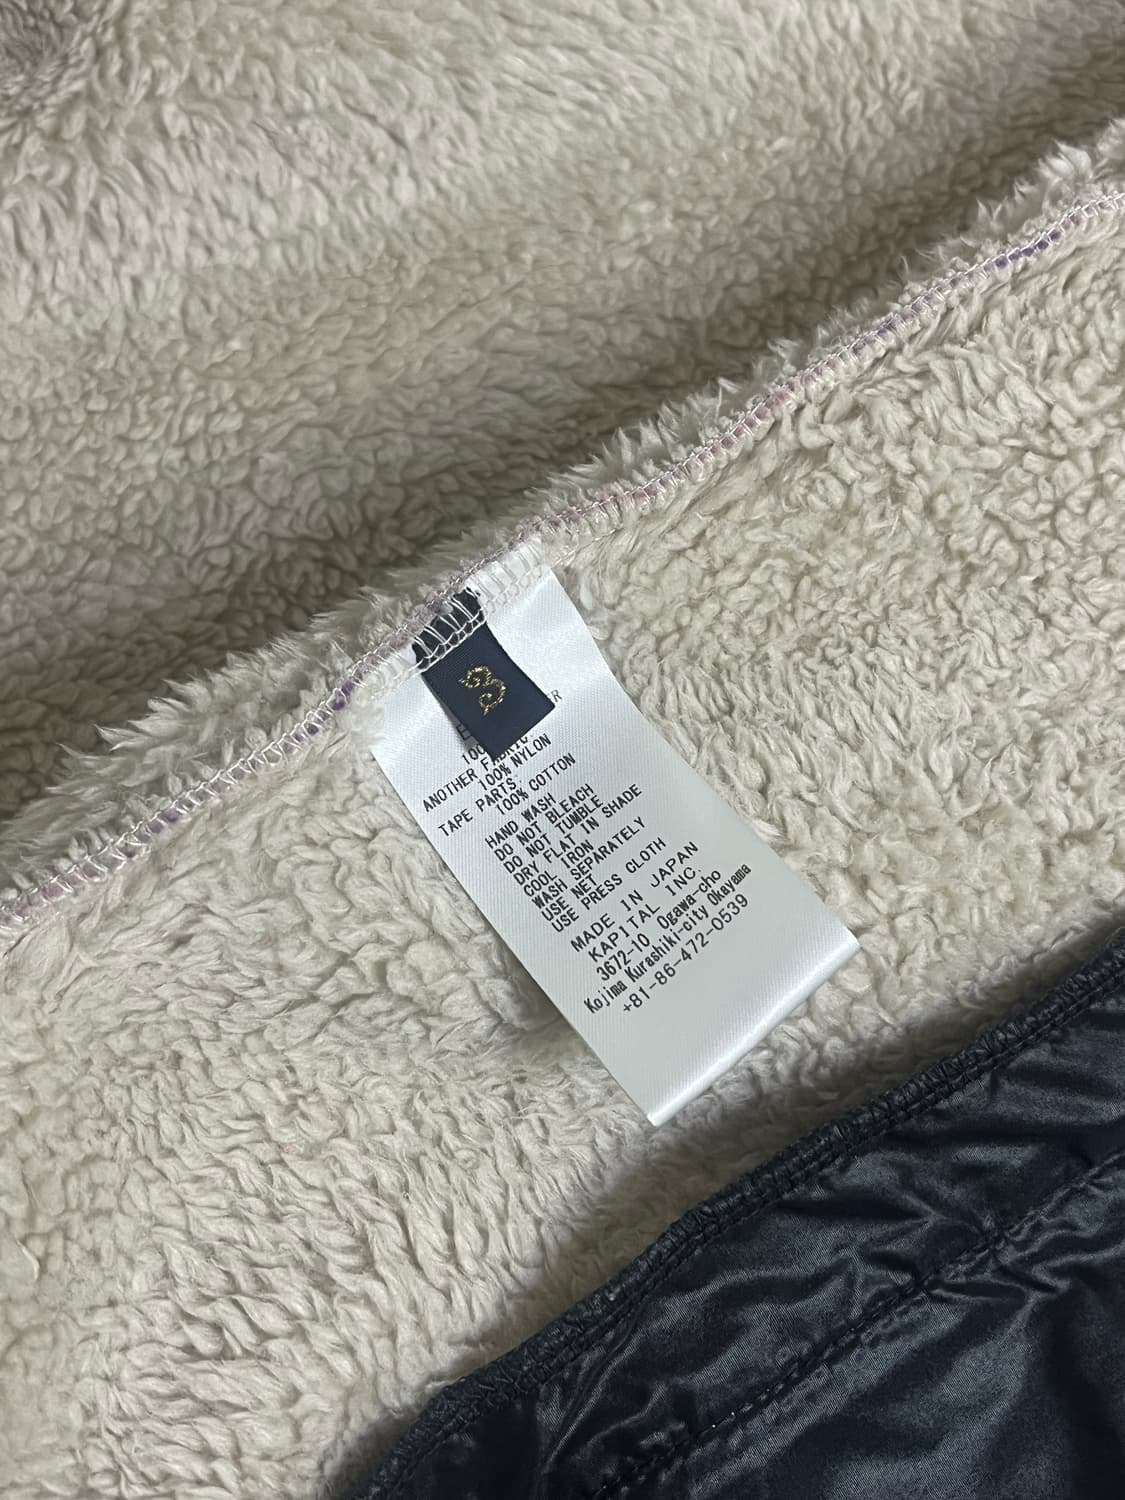 3
100%
ANOTHER FABRIC:
100% NYLON
TAPE PARTS:
100% COTTON
HAND WASH
DO NOT BLEACH
DO NOT TUMBLE
DRY FLAT IN SHADE
COOL IRON
WASH SEPARATELY
USE NET
USE PRESS CLOTH
MADE IN JAPAN
KAPITAL INC.
3672-10 Ogawa-cho
Kojima Kurashiki-city Okayama
+81-86-472-0539